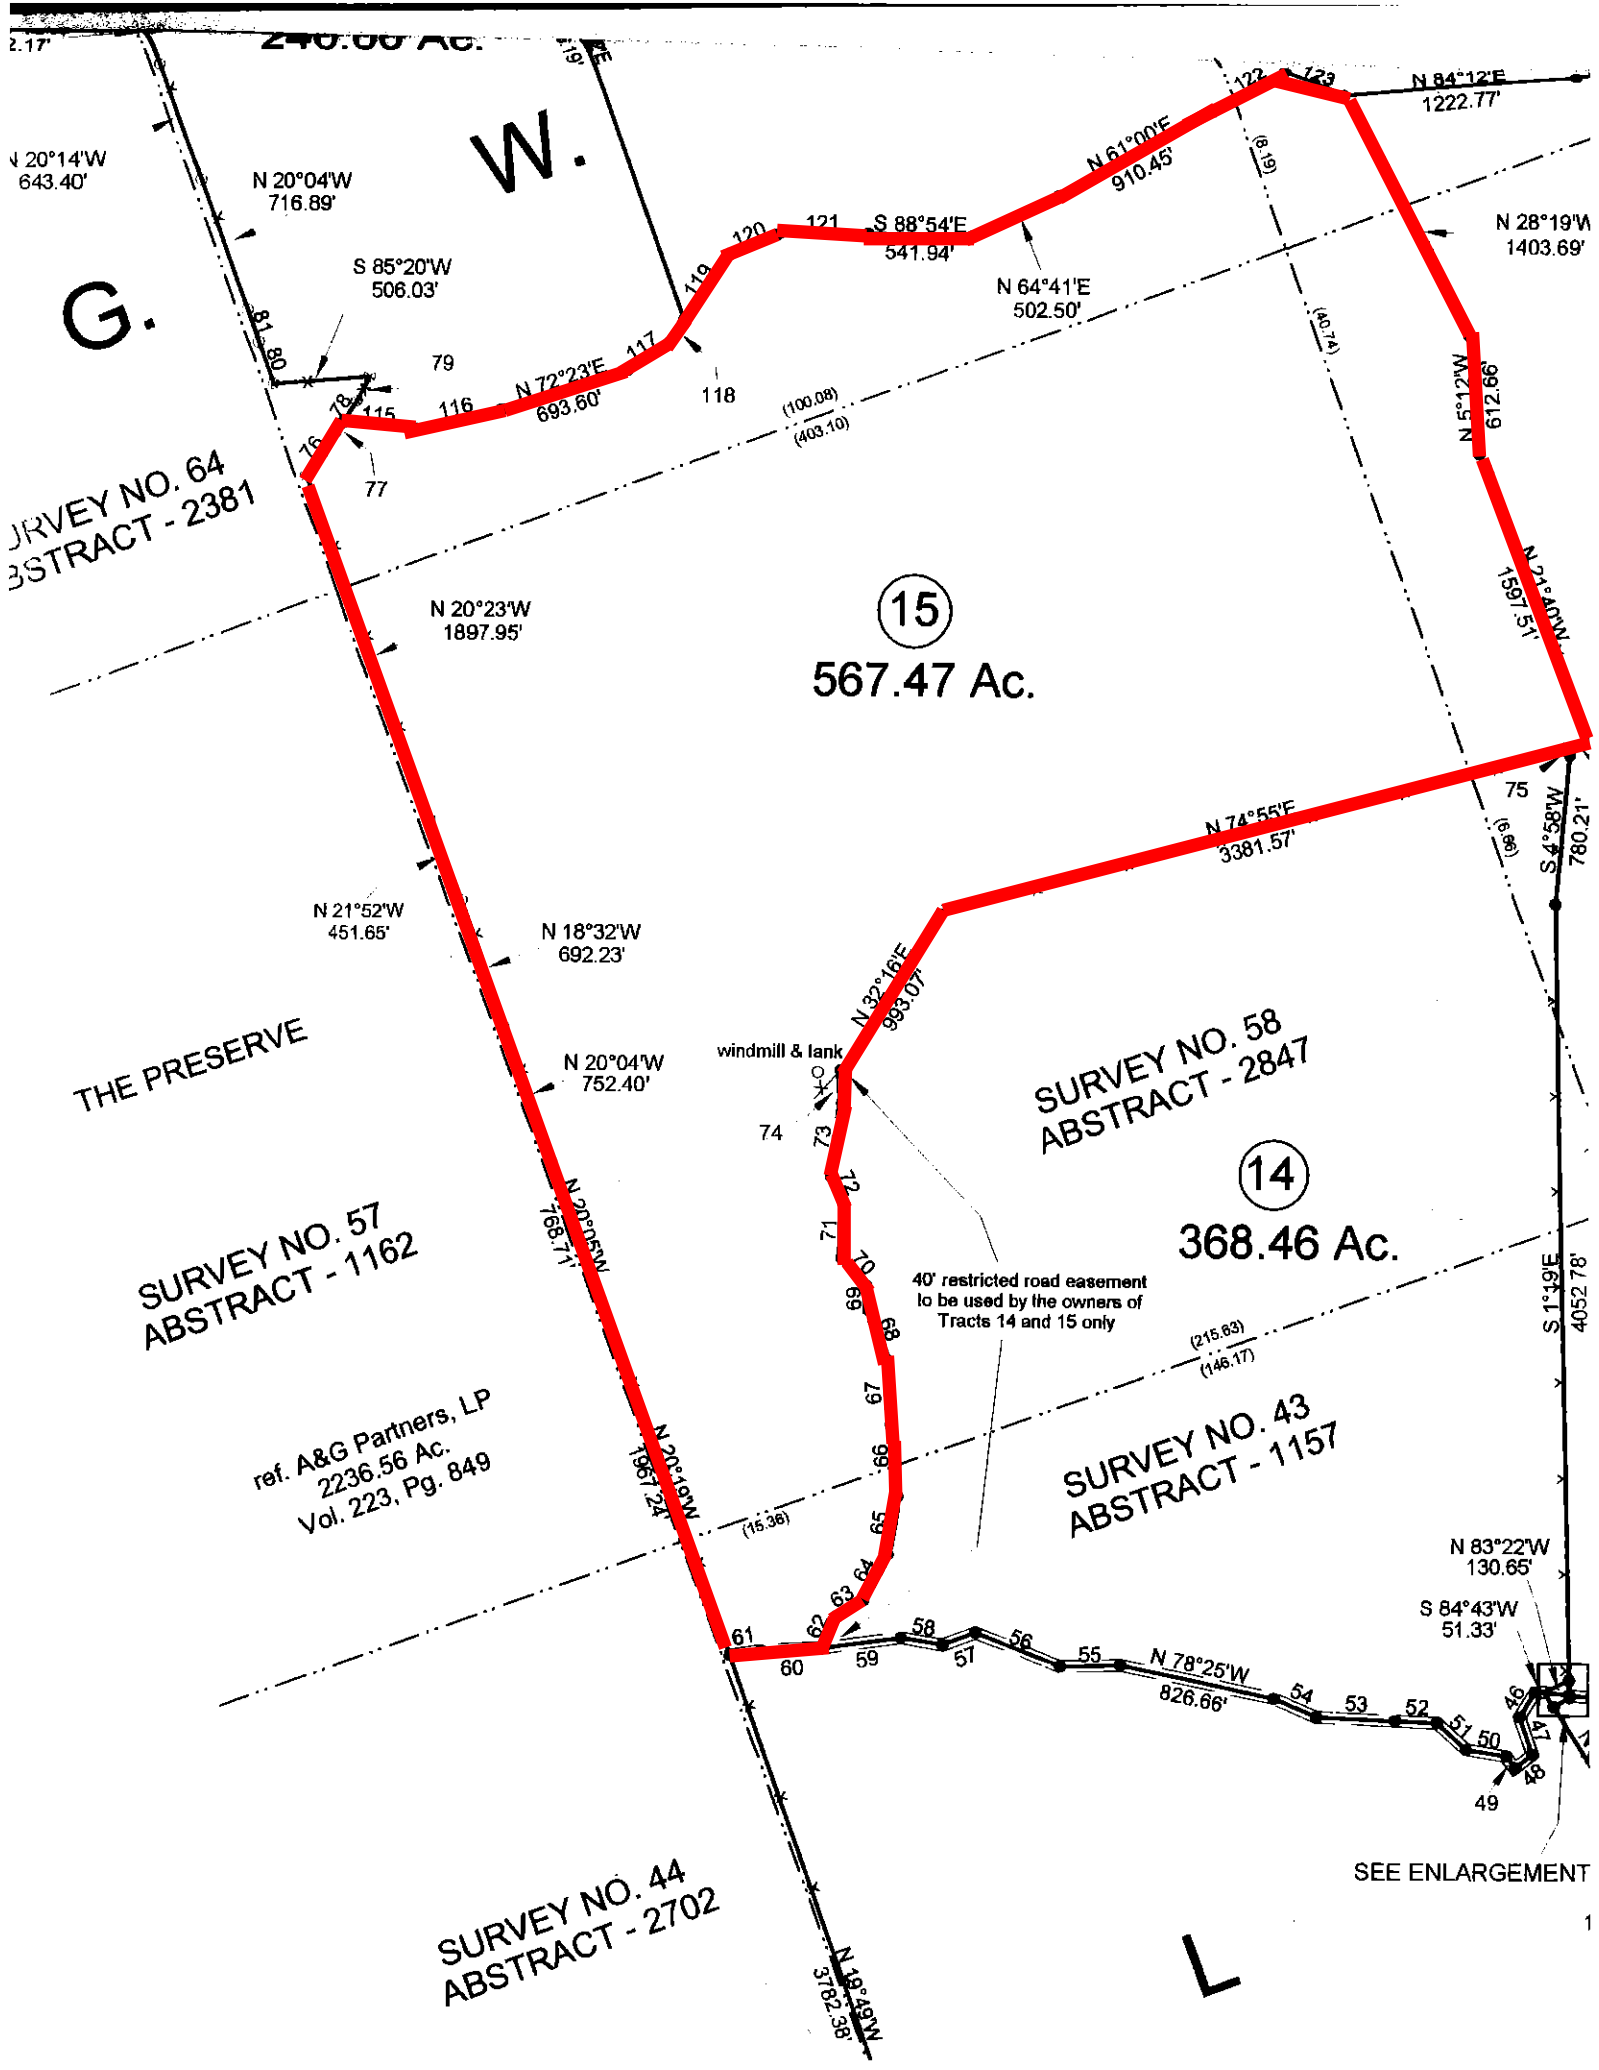 2.17'
240.00 Ac.
119'
E
122
123
N 84°12'E
1222.77'
W.
N 20°14'W
643.40'
N 20°04'W
716.89'
N 61°00'E
910.45'
(8.19)
120
121
S 88°54'E
541.94'
N 28°19'W
1403.69'
S 85°20'W
506.03'
119
N 64°41'E
502.50'
G.
(40.74)
81
80
79
117
118
N 72°23'E
693.60'
78
115
116
(100.08)
(403.10)
N 5°12'W
612.66'
76
77
SURVEY NO. 64
ABSTRACT - 2381
N 21°40'W
1597.51'
N 20°23'W
1897.95'
15
567.47 Ac.
75
N 74°55'E
3381.57'
(6.86)
S 4°58'W
780.21'
N 21°52'W
451.65'
N 18°32'W
692.23'
N 32°16'E
993.07'
THE PRESERVE
N 20°04'W
752.40'
windmill & tank
SURVEY NO. 58
ABSTRACT - 2847
74
73
72
14
368.46 Ac.
71
N 20°05'W
768.71'
SURVEY NO. 57
ABSTRACT - 1162
70
69
40' restricted road easement
to be used by the owners of
Tracts 14 and 15 only
S 1°19'E
4052.78'
68
(215.63)
(146.17)
67
ref. A&G Partners, LP
2236.56 Ac.
Vol. 223, Pg. 849
N 20°19'W
1967.24'
66
SURVEY NO. 43
ABSTRACT - 1157
(15.36)
65
64
N 83°22'W
130.65'
63
S 84°43'W
51.33'
61
62
60
59
58
57
56
55
N 78°25'W
826.66'
54
53
52
51
50
46
47
48
49
SEE ENLARGEMENT
SURVEY NO. 44
ABSTRACT - 2702
1
L
N 19°49'W
3782.38'